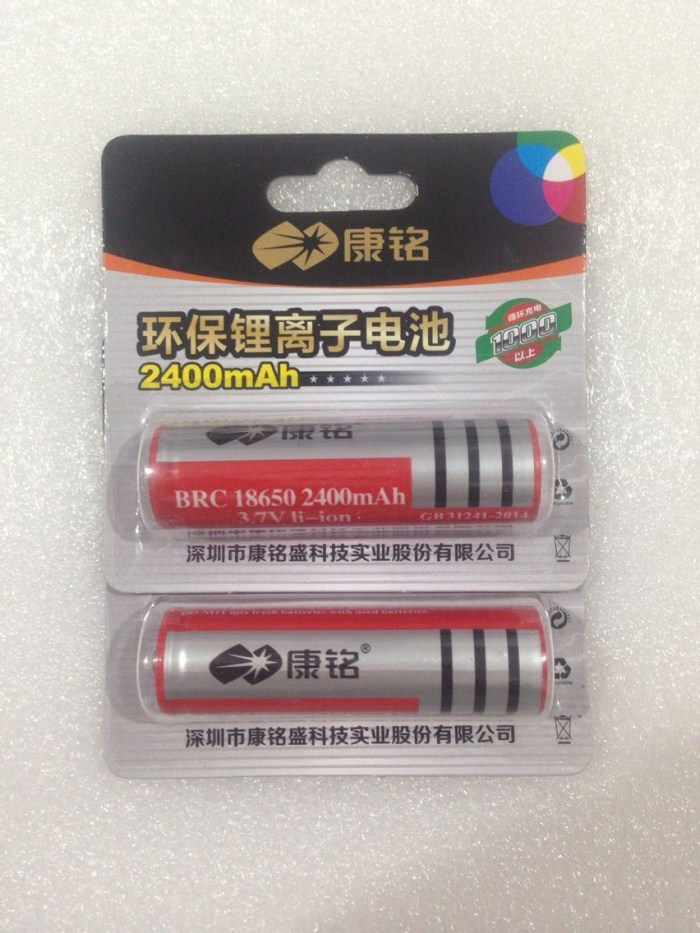 康铭
环保锂离子电池
2400mAh
循环充电
1000
以上
康铭
BRC 18650 2400mAh
3.7V li-ion
GB31241-2014
深圳市康铭盛科技实业股份有限公司
康铭®
深圳市康铭盛科技实业股份有限公司